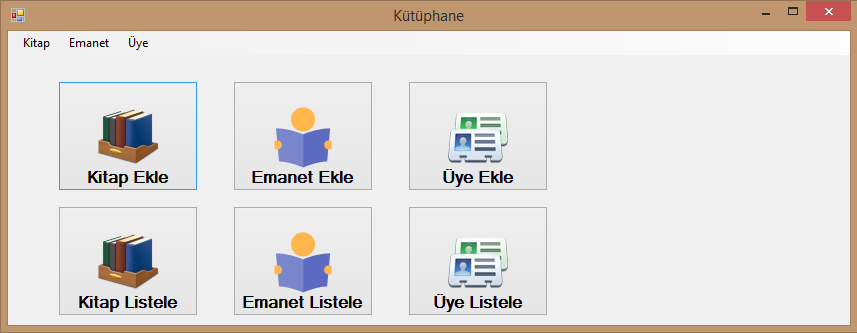 Kütüphane
Kitap Emanet Üye
Kitap Ekle Emanet Ekle Üye Ekle
Kitap Listele Emanet Listele Üye Listele